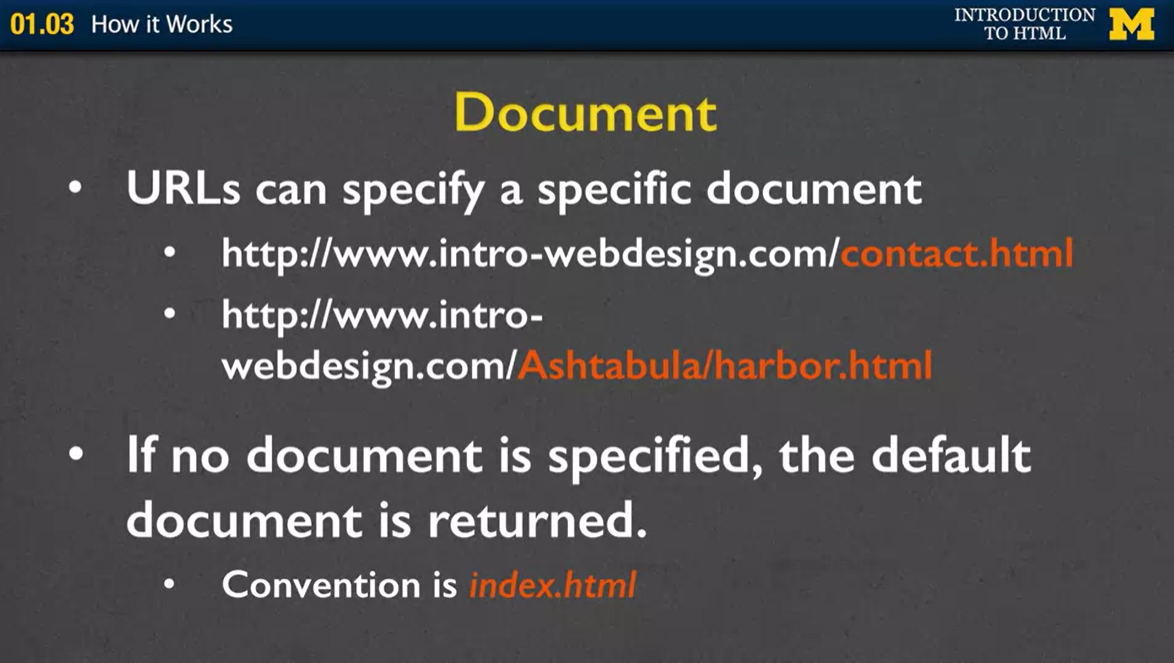 01.03 How it Works
INTRODUCTION
TO HTML
M
Document
• URLs can specify a specific document
• http://www.intro-webdesign.com/contact.html
• http://www.intro-
webdesign.com/Ashtabula/harbor.html
• If no document is specified, the default
document is returned.
• Convention is index.html